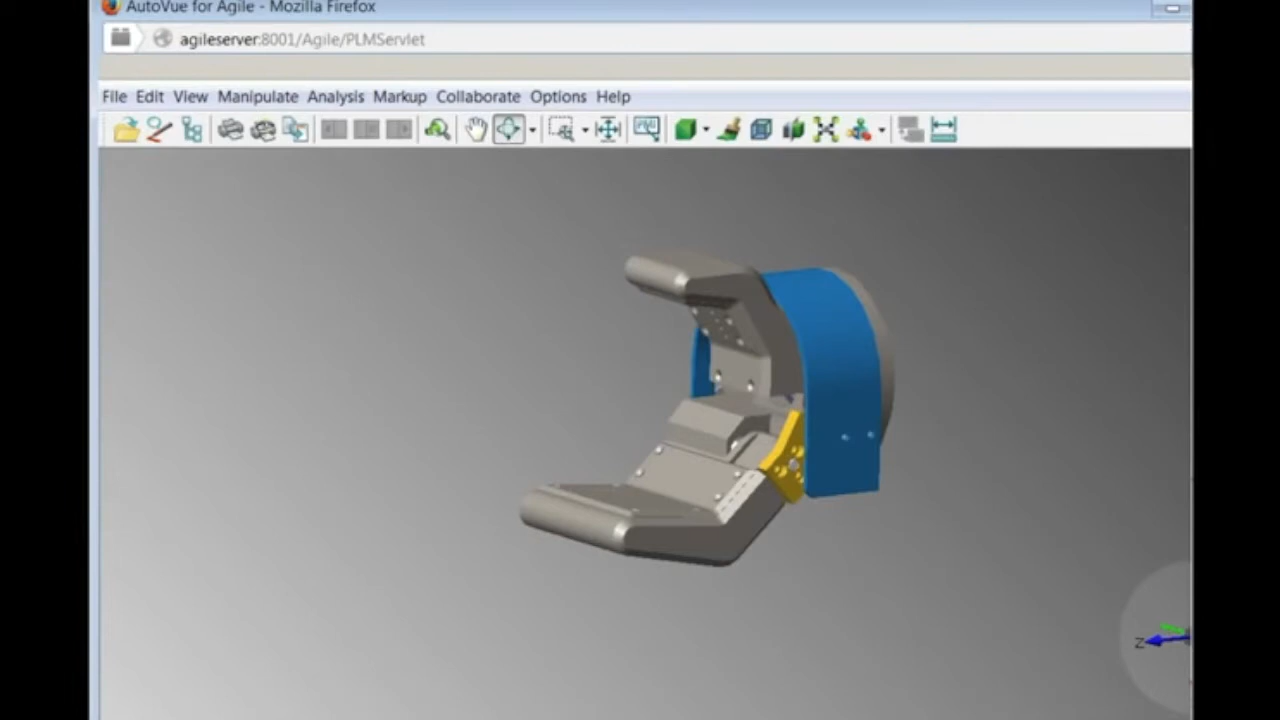 AutoVue for Agile - Mozilla Firefox
agileserver:8001/Agile/PLMServlet
File Edit View Manipulate Analysis Markup Collaborate Options Help
Z